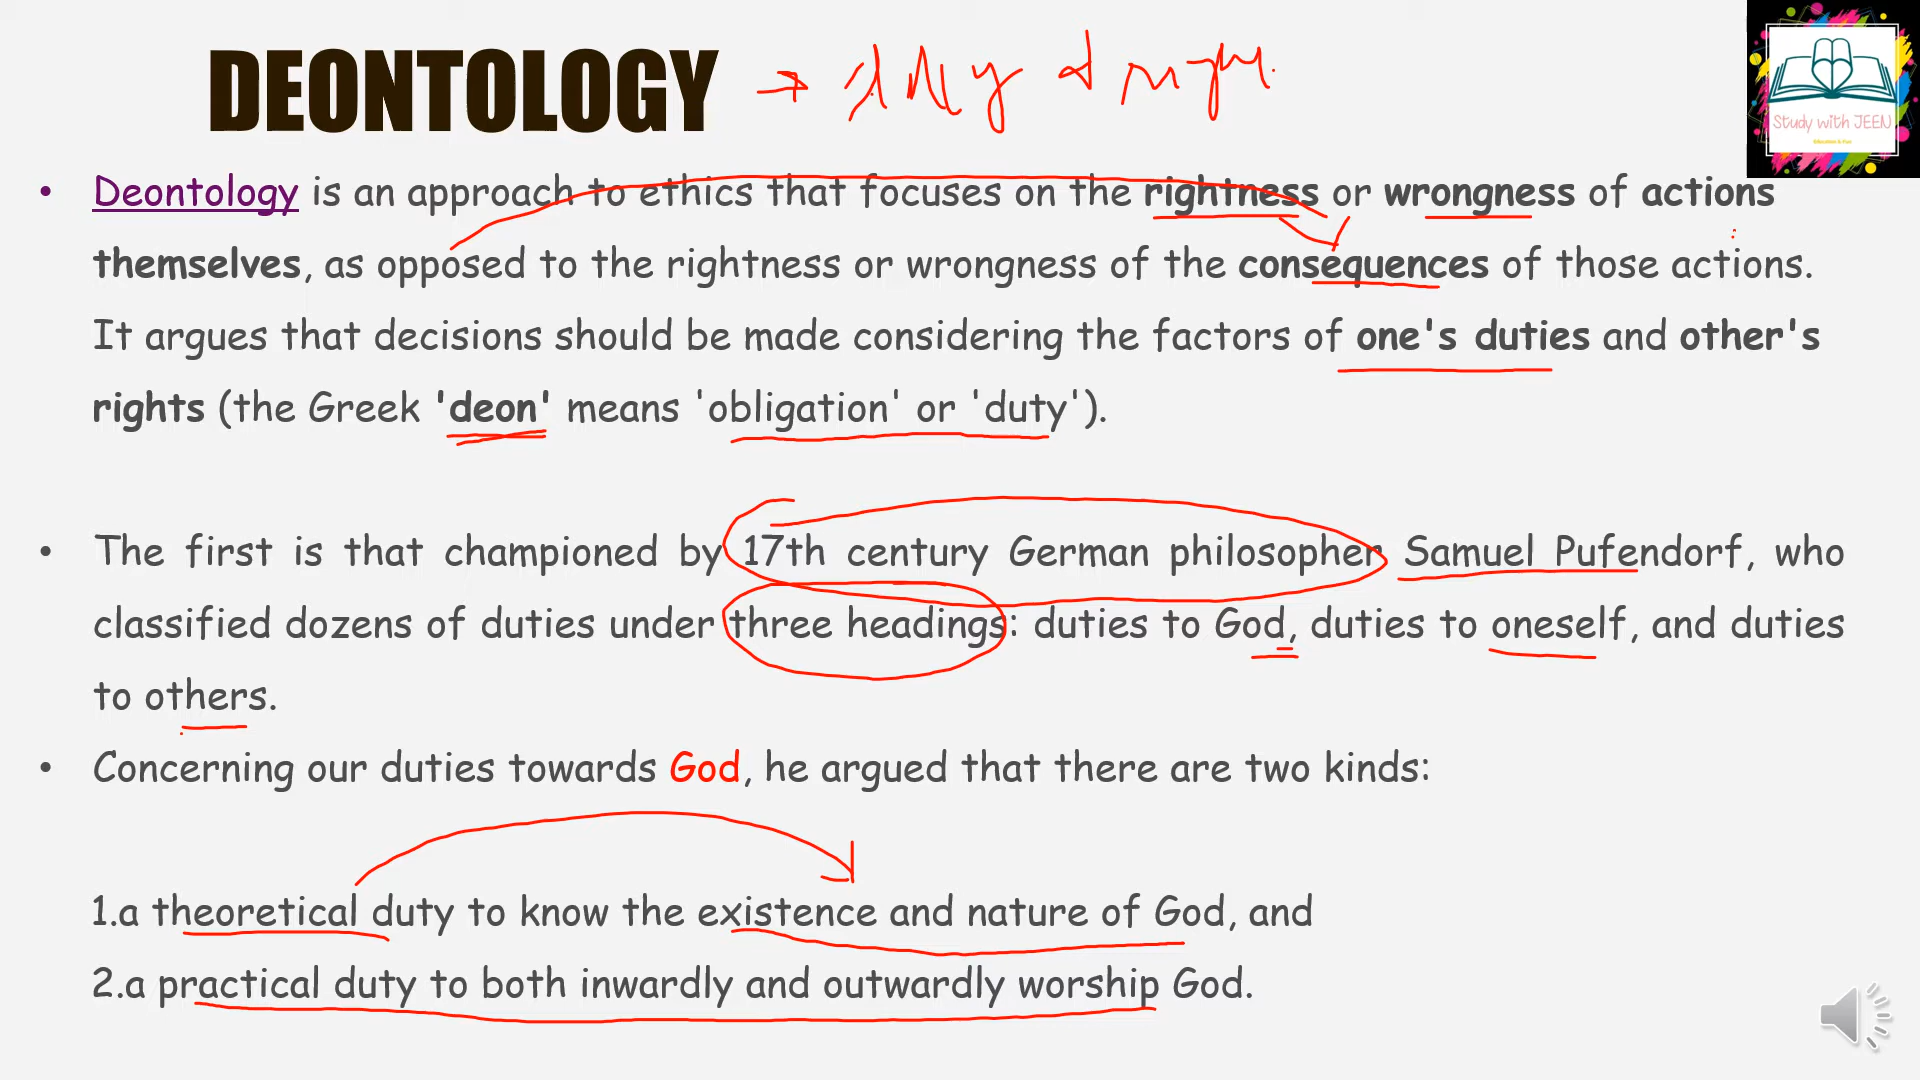 DEONTOLOGY
• Deontology is an approach to ethics that focuses on the rightness or wrongness of actions
themselves, as opposed to the rightness or wrongness of the consequences of those actions.
It argues that decisions should be made considering the factors of one's duties and other's
rights (the Greek 'deon' means 'obligation' or 'duty').
• The first is that championed by 17th century German philosopher Samuel Pufendorf, who
classified dozens of duties under three headings: duties to God, duties to oneself, and duties
to others.
• Concerning our duties towards God, he argued that there are two kinds:
1.a theoretical duty to know the existence and nature of God, and
2.a practical duty to both inwardly and outwardly worship God.
Study with JEEN
Education & Fun